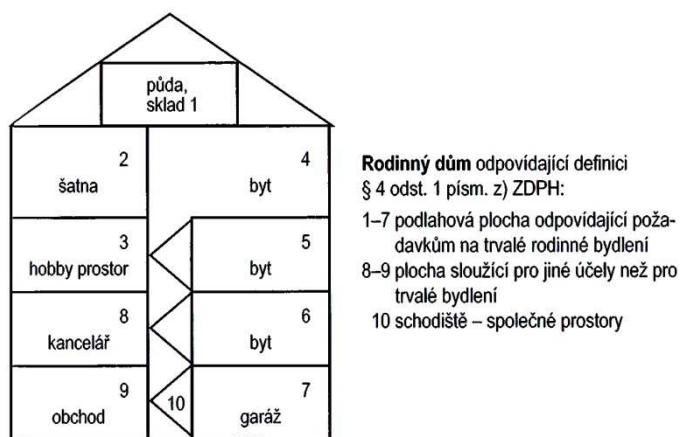 půda,
sklad 1
2
šatna
4
byt
3
hobby prostor
5
byt
8
kancelář
6
byt
9
obchod
10
7
garáž
Rodinný dům odpovídající definici
§ 4 odst. 1 písm. z) ZDPH:
1–7 podlahová plocha odpovídající poža-
davkům na trvalé rodinné bydlení
8–9 plocha sloužící pro jiné účely než pro
trvalé bydlení
10 schodiště – společné prostory